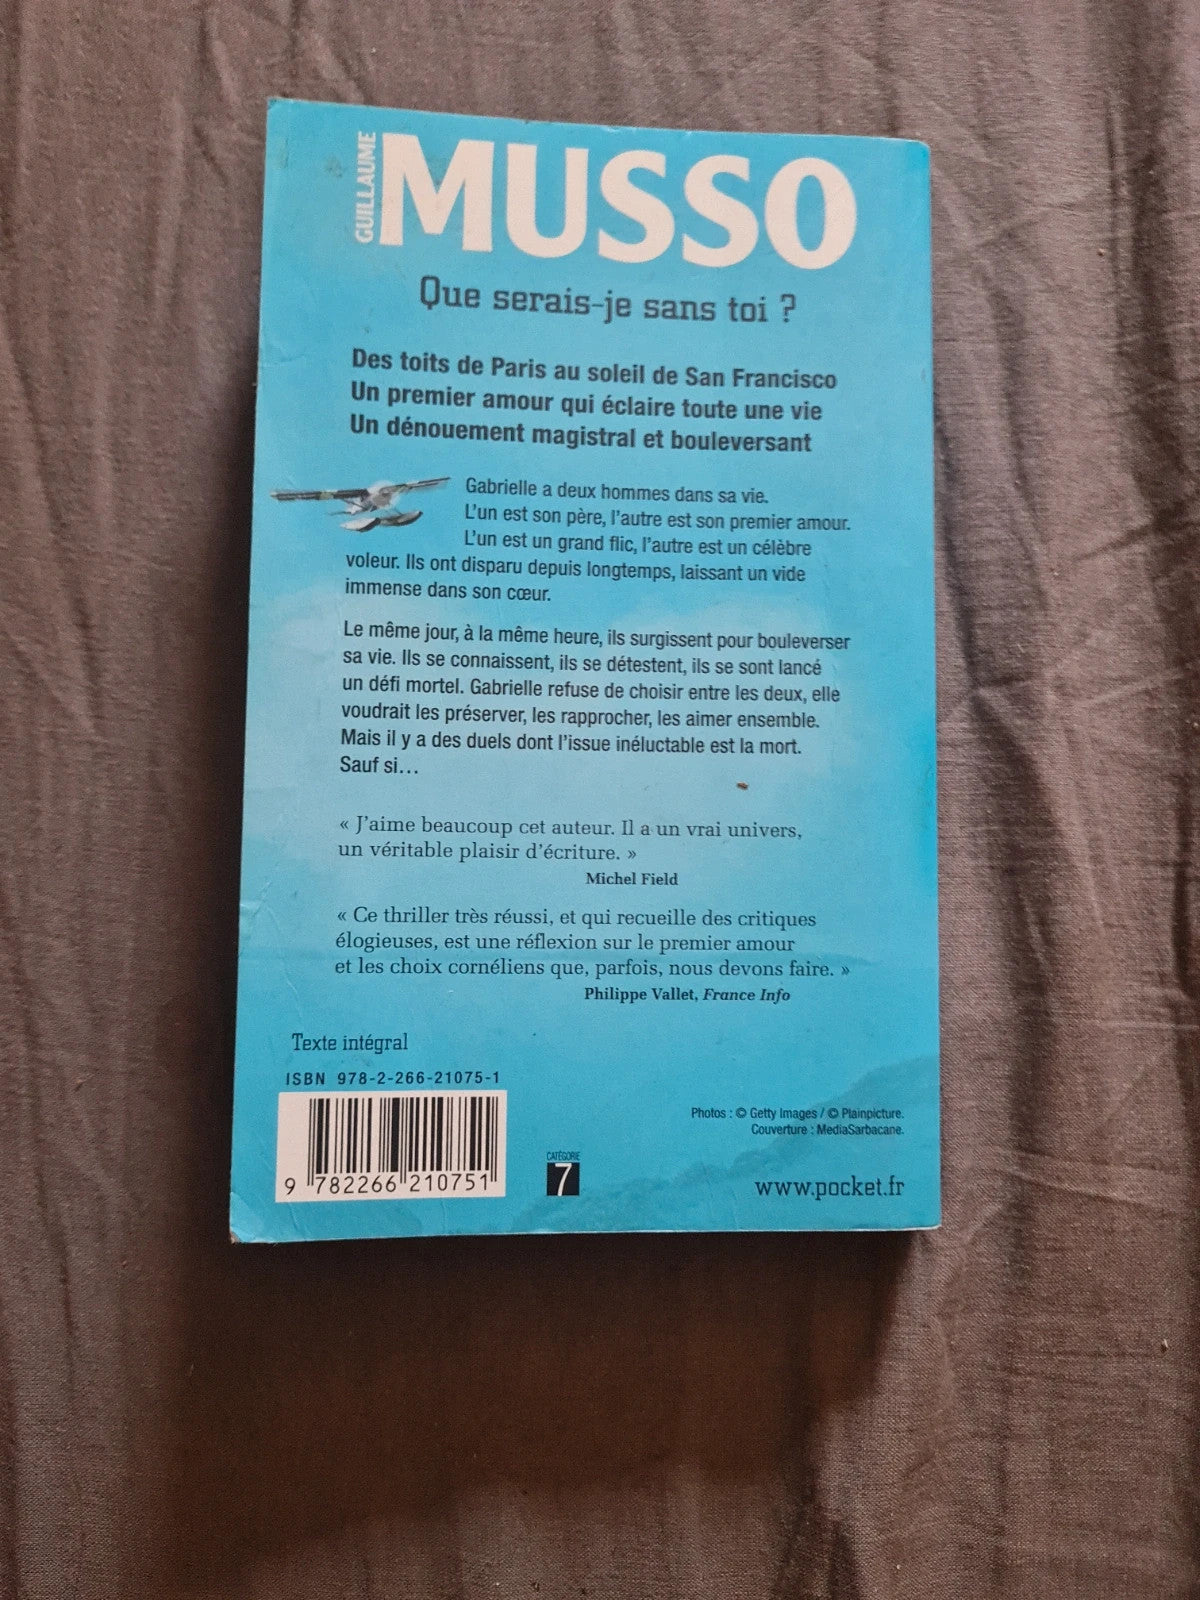 GUILLAUME
MUSSO
Que serais-je sans toi ?
Des toits de Paris au soleil de San Francisco
Un premier amour qui éclaire toute une vie
Un dénouement magistral et bouleversant
Gabrielle a deux hommes dans sa vie.
L'un est son père, l'autre est son premier amour.
L'un est un grand flic, l'autre est un célèbre
voleur. Ils ont disparu depuis longtemps, laissant un vide
immense dans son cœur.
Le même jour, à la même heure, ils surgissent pour bouleverser
sa vie. Ils se connaissent, ils se détestent, ils se sont lancé
un défi mortel. Gabrielle refuse de choisir entre les deux, elle
voudrait les préserver, les rapprocher, les aimer ensemble.
Mais il y a des duels dont l'issue inéluctable est la mort.
Sauf si…
« J'aime beaucoup cet auteur. Il a un vrai univers,
un véritable plaisir d'écriture. »
Michel Field
« Ce thriller très réussi, et qui recueille des critiques
élogieuses, est une réflexion sur le premier amour
et les choix cornéliens que, parfois, nous devons faire. »
Philippe Vallet, France Info
Texte intégral
ISBN 978-2-266-21075-1
9 782266 210751
CATÉGORIE
7
Photos : © Getty Images / © Plainpicture.
Couverture : MediaSarbacane.
www.pocket.fr